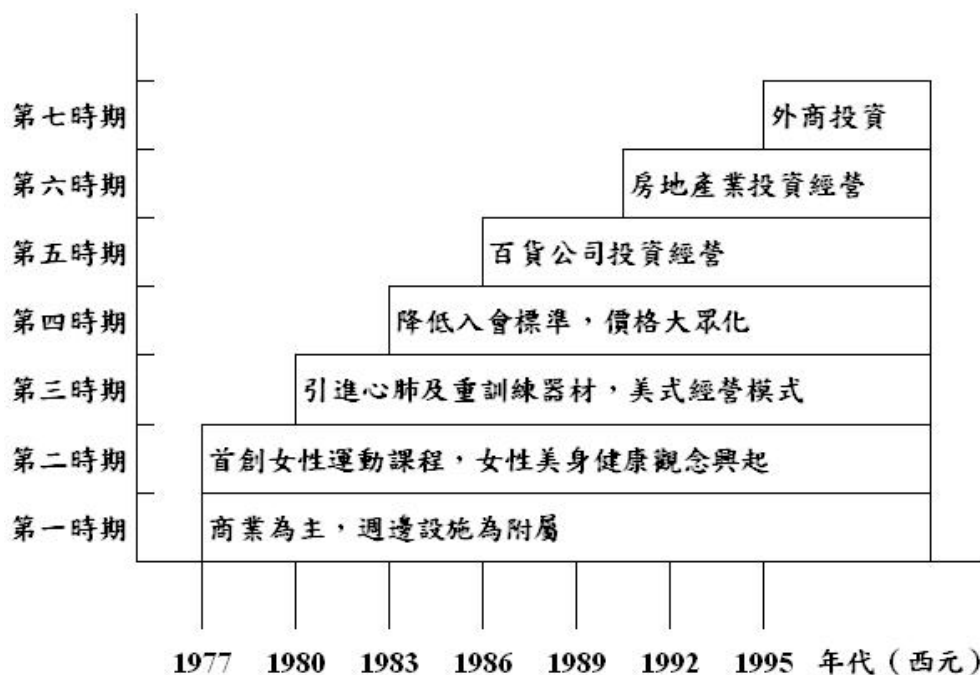 第七時期 外商投資
第六時期 房地產業投資經營
第五時期 百貨公司投資經營
第四時期 降低入會標準，價格大眾化
第三時期 引進心肺及重訓練器材，美式經營模式
第二時期 首創女性運動課程，女性美身健康觀念興起
第一時期 商業為主，週邊設施為附屬
1977 1980 1983 1986 1989 1992 1995 年代（西元）